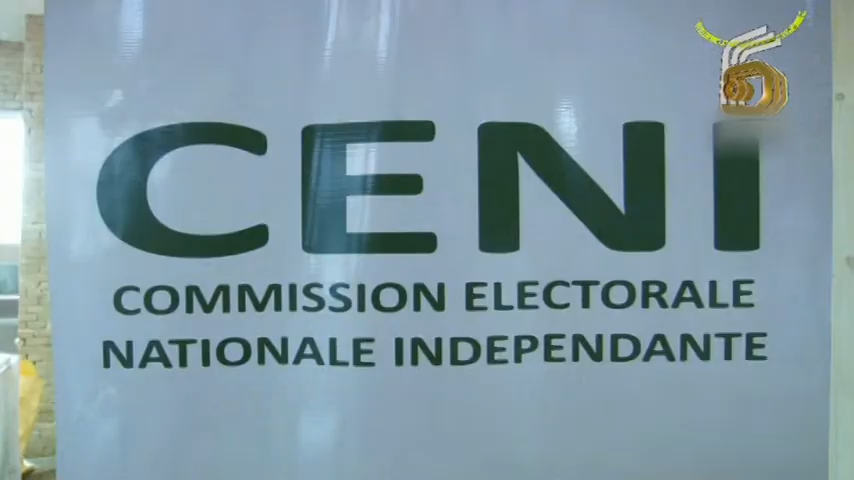 CENI
COMMISSION ELECTORALE
NATIONALE INDEPENDANTE